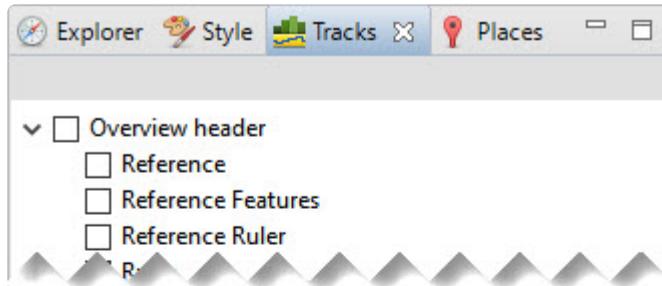 Explorer Style Tracks Places
Overview header
Reference
Reference Features
Reference Ruler